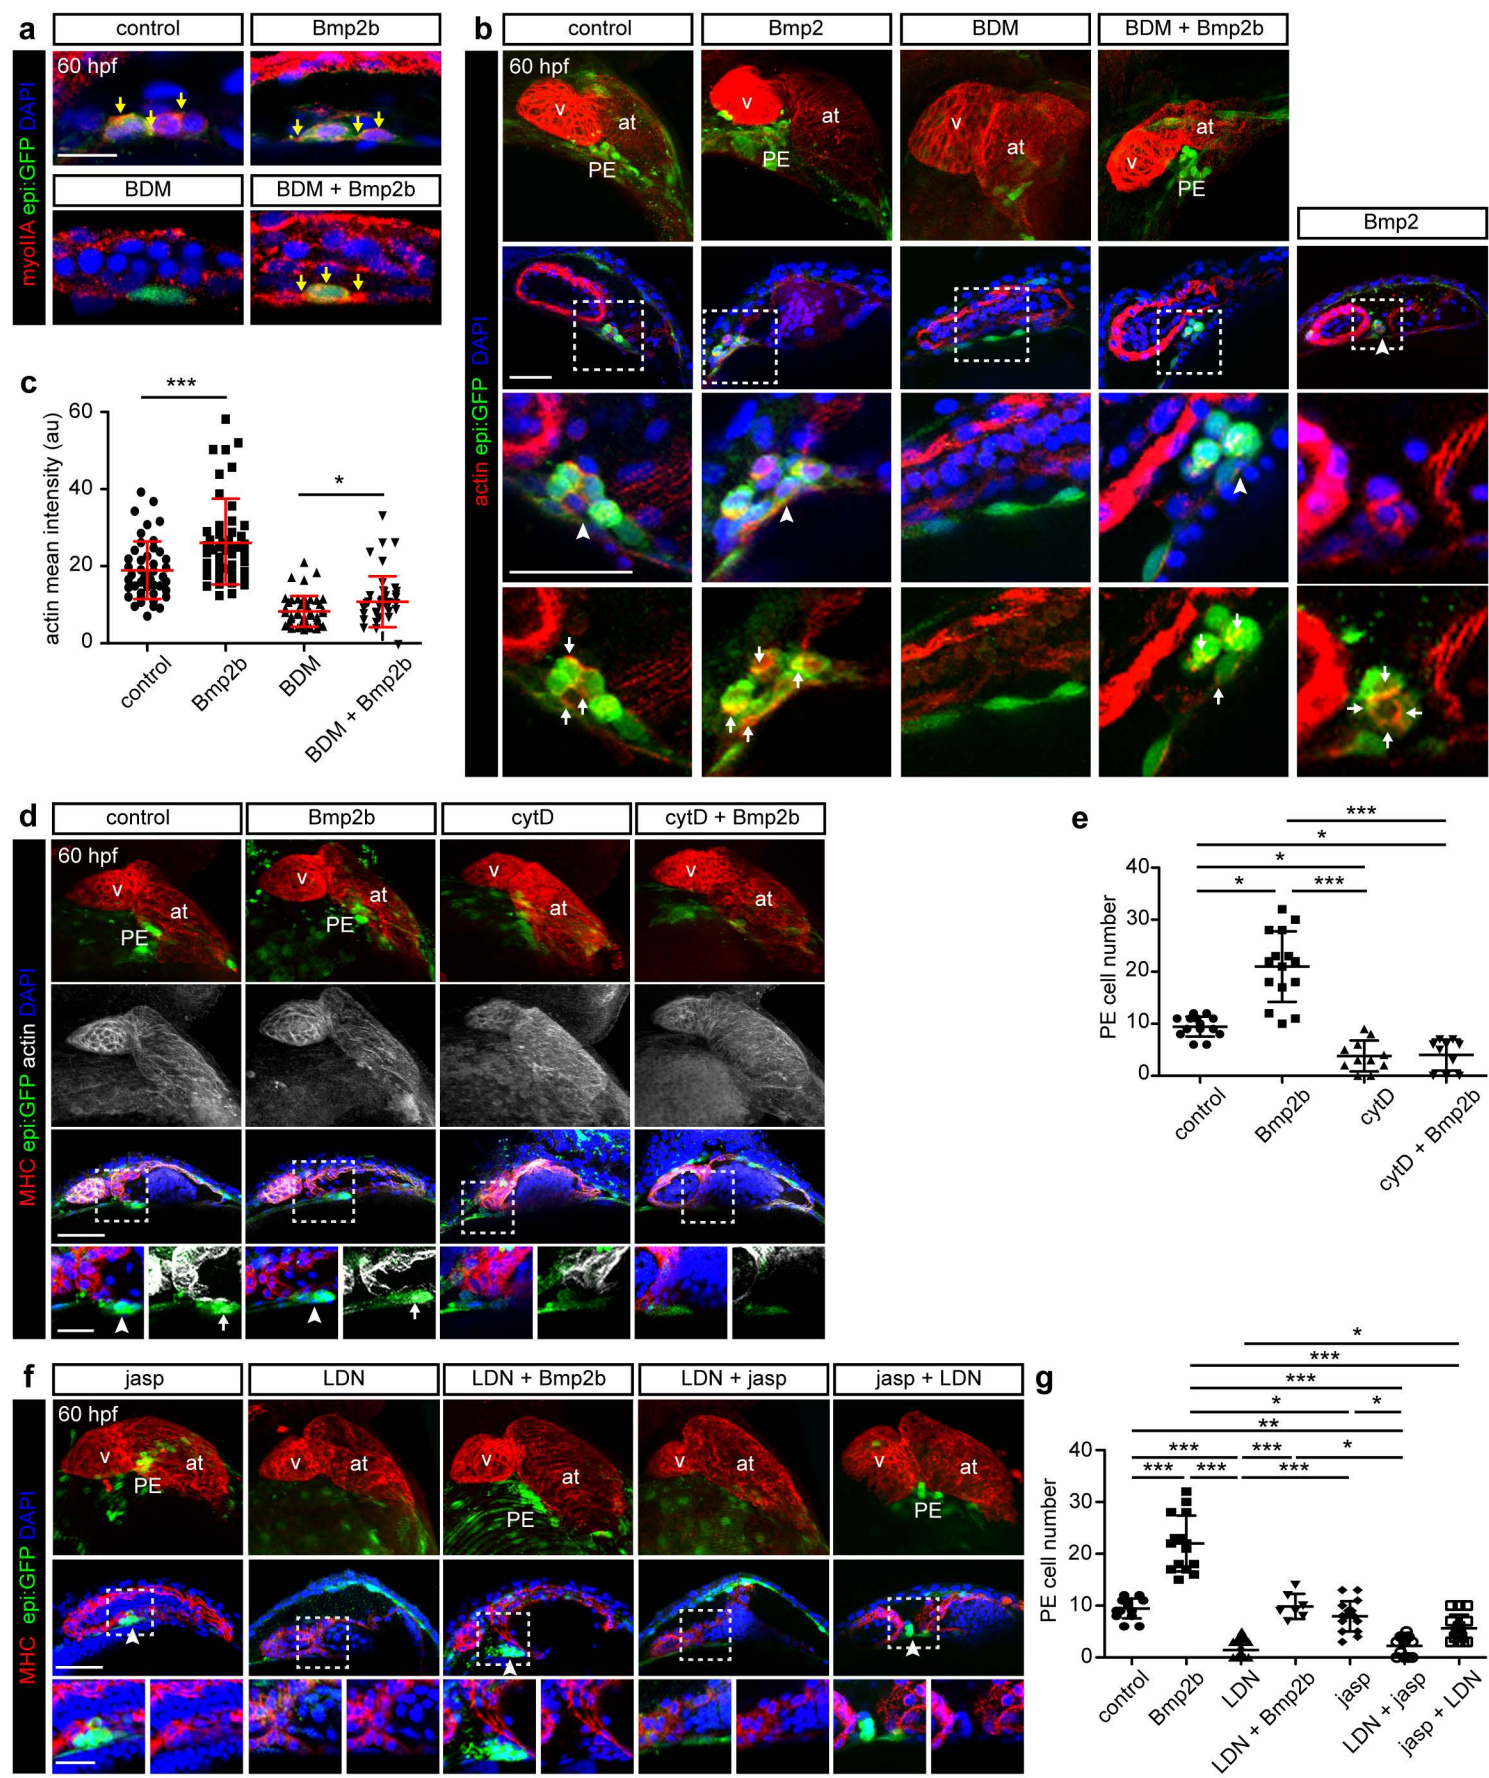 a
control
Bmp2b
myoIIA epi:GFP DAPI
60 hpf
BDM
BDM + Bmp2b
b
control
Bmp2
BDM
BDM + Bmp2b
Bmp2
actin epi:GFP DAPI
60 hpf
v
at
PE
v
at
PE
v
at
v
at
PE
c
***
*
actin mean intensity (au)
60
40
20
0
control
Bmp2b
BDM
BDM + Bmp2b
d
control
Bmp2b
cytD
cytD + Bmp2b
MHC epi:GFP actin DAPI
60 hpf
v
at
PE
v
at
PE
v
at
v
at
e
***
*
*
*
***
PE cell number
40
30
20
10
0
control
Bmp2b
cytD
cytD + Bmp2b
f
jasp
LDN
LDN + Bmp2b
LDN + jasp
jasp + LDN
MHC epi:GFP DAPI
60 hpf
v
at
PE
v
at
v
at
PE
v
at
v
at
PE
g
*
***
***
*
*
**
***
***
*
***
***
***
PE cell number
40
30
20
10
0
control
Bmp2b
LDN
LDN + Bmp2b
jasp
LDN + jasp
jasp + LDN